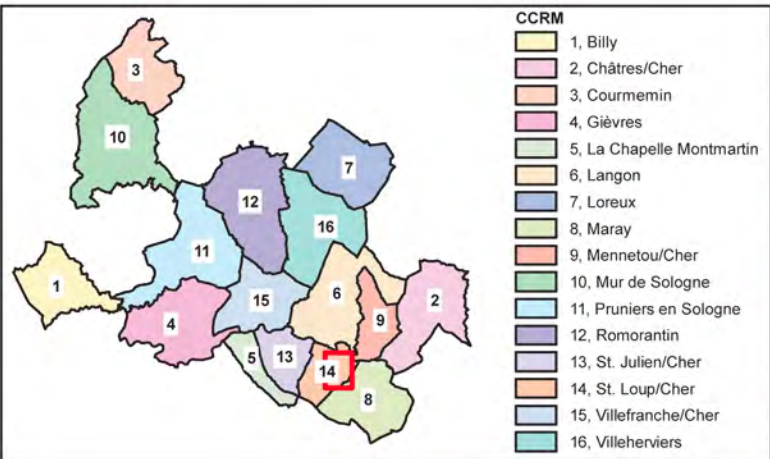 CCRM
1, Billy
2, Châtres/Cher
3, Courmemin
4, Gièvres
5, La Chapelle Montmartin
6, Langon
7, Loreux
8, Maray
9, Mennetou/Cher
10, Mur de Sologne
11, Pruniers en Sologne
12, Romorantin
13, St. Julien/Cher
14, St. Loup/Cher
15, Villefranche/Cher
16, Villeherviers
3
10
7
12
16
11
1
2
15
6
4
9
5
13
14
8